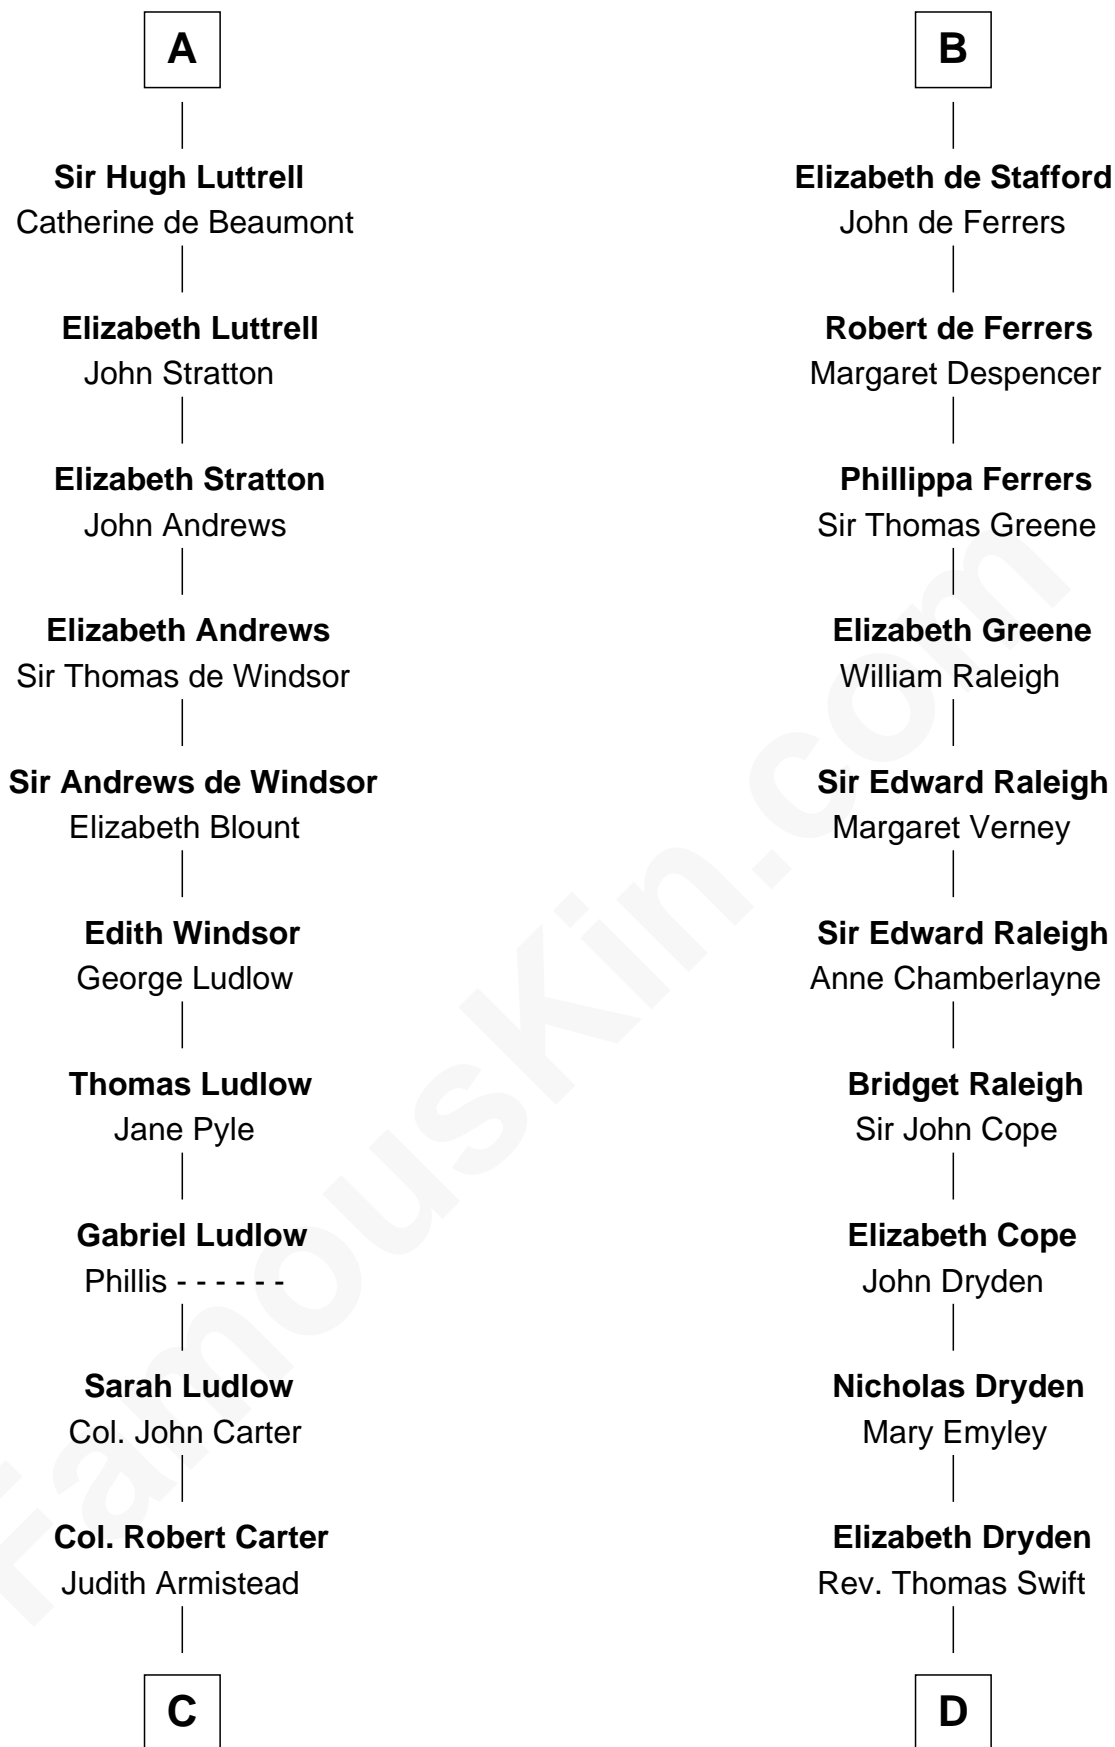 A
Sir Hugh Luttrell
Catherine de Beaumont
Elizabeth Luttrell
John Stratton
Elizabeth Stratton
John Andrews
Elizabeth Andrews
Sir Thomas de Windsor
Sir Andrews de Windsor
Elizabeth Blount
Edith Windsor
George Ludlow
Thomas Ludlow
Jane Pyle
Gabriel Ludlow
Phillis - - - - - -
Sarah Ludlow
Col. John Carter
Col. Robert Carter
Judith Armistead
C
B
Elizabeth de Stafford
John de Ferrers
Robert de Ferrers
Margaret Despencer
Phillippa Ferrers
Sir Thomas Greene
Elizabeth Greene
William Raleigh
Sir Edward Raleigh
Margaret Verney
Sir Edward Raleigh
Anne Chamberlayne
Bridget Raleigh
Sir John Cope
Elizabeth Cope
John Dryden
Nicholas Dryden
Mary Emyley
Elizabeth Dryden
Rev. Thomas Swift
D
FamousKin.com